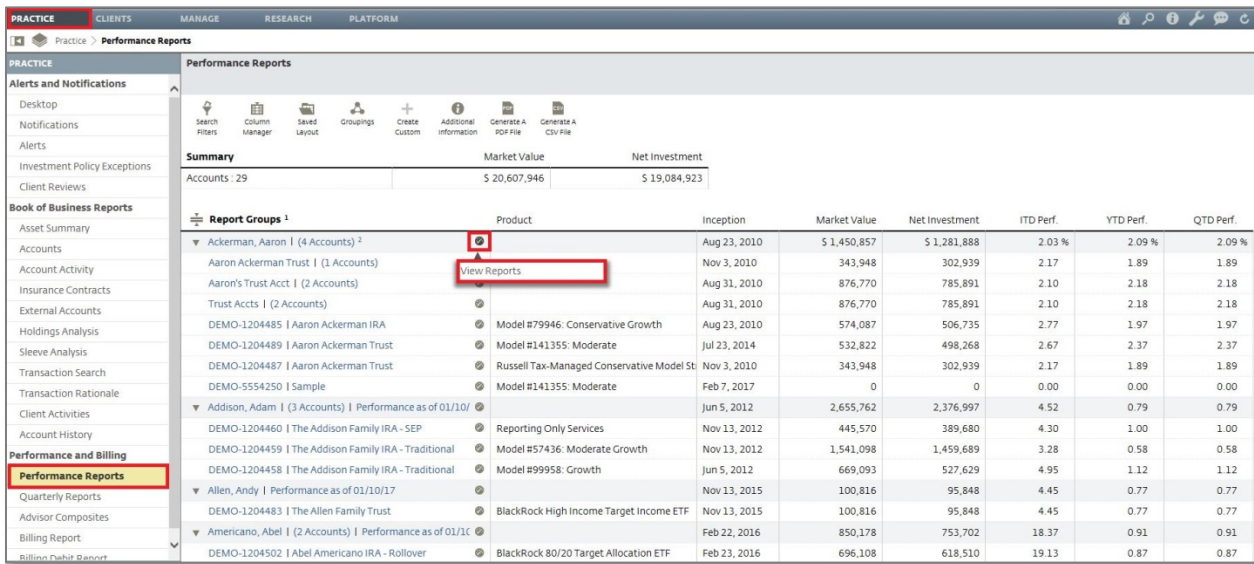 PRACTICE CLIENTS MANAGE RESEARCH PLATFORM
Practice > Performance Reports
PRACTICE
Alerts and Notifications
Desktop
Notifications
Alerts
Investment Policy Exceptions
Client Reviews
Book of Business Reports
Asset Summary
Accounts
Account Activity
Insurance Contracts
External Accounts
Holdings Analysis
Sleeve Analysis
Transaction Search
Transaction Rationale
Client Activities
Account History
Performance and Billing
Performance Reports
Quarterly Reports
Advisor Composites
Billing Report
Billing Debit Report
Performance Reports
Search Filters
Column Manager
Saved Layout
Groupings
Create Custom
Additional Information
PDF
Generate A PDF File
CSV
Generate A CSV File
Summary Market Value Net Investment
Accounts : 29 $ 20,607,946 $ 19,084,923
Report Groups 1 Product Inception Market Value Net Investment ITD Perf. YTD Perf. QTD Perf.
Ackerman, Aaron | (4 Accounts) 2 Aug 23, 2010 $ 1,450,857 $ 1,281,888 2.03 % 2.09 % 2.09 %
Aaron Ackerman Trust | (1 Accounts) Nov 3, 2010 343,948 302,939 2.17 1.89 1.89
View Reports
Aaron's Trust Acct | (2 Accounts) Aug 31, 2010 876,770 785,891 2.10 2.18 2.18
Trust Accts | (2 Accounts) Aug 31, 2010 876,770 785,891 2.10 2.18 2.18
DEMO-1204485 | Aaron Ackerman IRA Model #79946: Conservative Growth Aug 23, 2010 574,087 506,735 2.77 1.97 1.97
DEMO-1204489 | Aaron Ackerman Trust Model #141355: Moderate Jul 23, 2014 532,822 498,268 2.67 2.37 2.37
DEMO-1204487 | Aaron Ackerman Trust Russell Tax-Managed Conservative Model St Nov 3, 2010 343,948 302,939 2.17 1.89 1.89
DEMO-5554250 | Sample Model #141355: Moderate Feb 7, 2017 0 0 0.00 0.00 0.00
Addison, Adam | (3 Accounts) | Performance as of 01/10/ Jun 5, 2012 2,655,762 2,376,997 4.52 0.79 0.79
DEMO-1204460 | The Addison Family IRA - SEP Reporting Only Services Nov 13, 2012 445,570 389,680 4.30 1.00 1.00
DEMO-1204459 | The Addison Family IRA - Traditional Model #57436: Moderate Growth Nov 13, 2012 1,541,098 1,459,689 3.28 0.58 0.58
DEMO-1204458 | The Addison Family IRA - Traditional Model #99958: Growth Jun 5, 2012 669,093 527,629 4.95 1.12 1.12
Allen, Andy | Performance as of 01/10/17 Nov 13, 2015 100,816 95,848 4.45 0.77 0.77
DEMO-1204483 | The Allen Family Trust BlackRock High Income Target Income ETF Nov 13, 2015 100,816 95,848 4.45 0.77 0.77
Americano, Abel | (2 Accounts) | Performance as of 01/1( Feb 22, 2016 850,178 753,702 18.37 0.91 0.91
DEMO-1204502 | Abel Americano IRA - Rollover BlackRock 80/20 Target Allocation ETF Feb 23, 2016 696,108 618,510 19.13 0.87 0.87